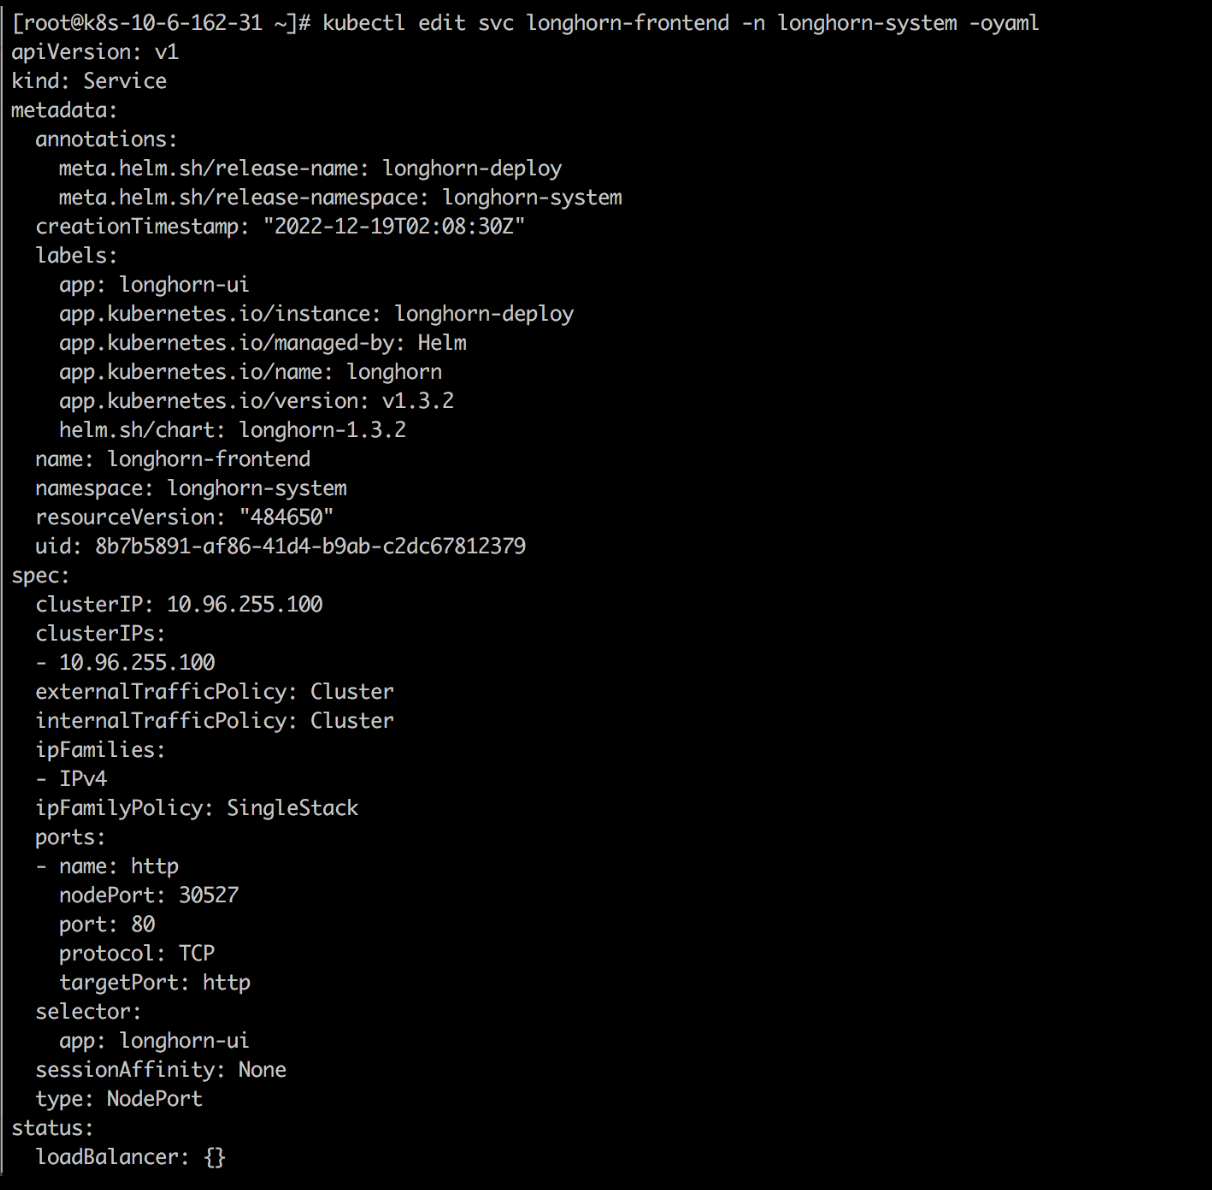 [root@k8s-10-6-162-31 ~]# kubectl edit svc longhorn-frontend -n longhorn-system -oyaml
apiVersion: v1
kind: Service
metadata:
  annotations:
    meta.helm.sh/release-name: longhorn-deploy
    meta.helm.sh/release-namespace: longhorn-system
  creationTimestamp: "2022-12-19T02:08:30Z"
  labels:
    app: longhorn-ui
    app.kubernetes.io/instance: longhorn-deploy
    app.kubernetes.io/managed-by: Helm
    app.kubernetes.io/name: longhorn
    app.kubernetes.io/version: v1.3.2
    helm.sh/chart: longhorn-1.3.2
  name: longhorn-frontend
  namespace: longhorn-system
  resourceVersion: "484650"
  uid: 8b7b5891-af86-41d4-b9ab-c2dc67812379
spec:
  clusterIP: 10.96.255.100
  clusterIPs:
  - 10.96.255.100
  externalTrafficPolicy: Cluster
  internalTrafficPolicy: Cluster
  ipFamilies:
  - IPv4
  ipFamilyPolicy: SingleStack
  ports:
  - name: http
    nodePort: 30527
    port: 80
    protocol: TCP
    targetPort: http
  selector:
    app: longhorn-ui
  sessionAffinity: None
  type: NodePort
status:
  loadBalancer: {}